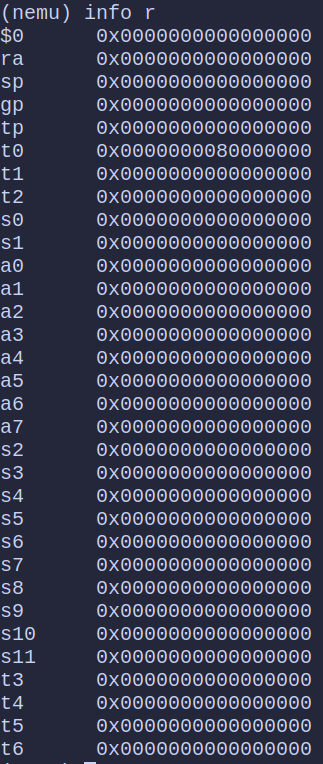 (nemu) info r
$0      0x0000000000000000
ra      0x0000000000000000
sp      0x0000000000000000
gp      0x0000000000000000
tp      0x0000000000000000
t0      0x0000000080000000
t1      0x0000000000000000
t2      0x0000000000000000
s0      0x0000000000000000
s1      0x0000000000000000
a0      0x0000000000000000
a1      0x0000000000000000
a2      0x0000000000000000
a3      0x0000000000000000
a4      0x0000000000000000
a5      0x0000000000000000
a6      0x0000000000000000
a7      0x0000000000000000
s2      0x0000000000000000
s3      0x0000000000000000
s4      0x0000000000000000
s5      0x0000000000000000
s6      0x0000000000000000
s7      0x0000000000000000
s8      0x0000000000000000
s9      0x0000000000000000
s10     0x0000000000000000
s11     0x0000000000000000
t3      0x0000000000000000
t4      0x0000000000000000
t5      0x0000000000000000
t6      0x0000000000000000